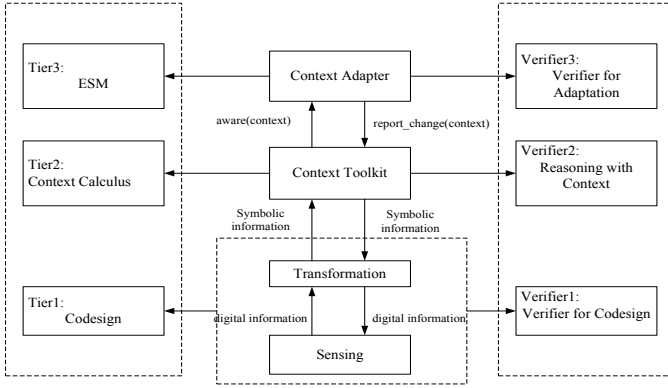 Tier3:
ESM
Context Adapter
Verifier3:
Verifier for
Adaptation
aware(context)
report_change(context)
Tier2:
Context Calculus
Context Toolkit
Verifier2:
Reasoning with
Context
Symbolic
information
Symbolic
information
Transformation
Tier1:
Codesign
digital information
digital information
Verifier1:
Verifier for Codesign
Sensing